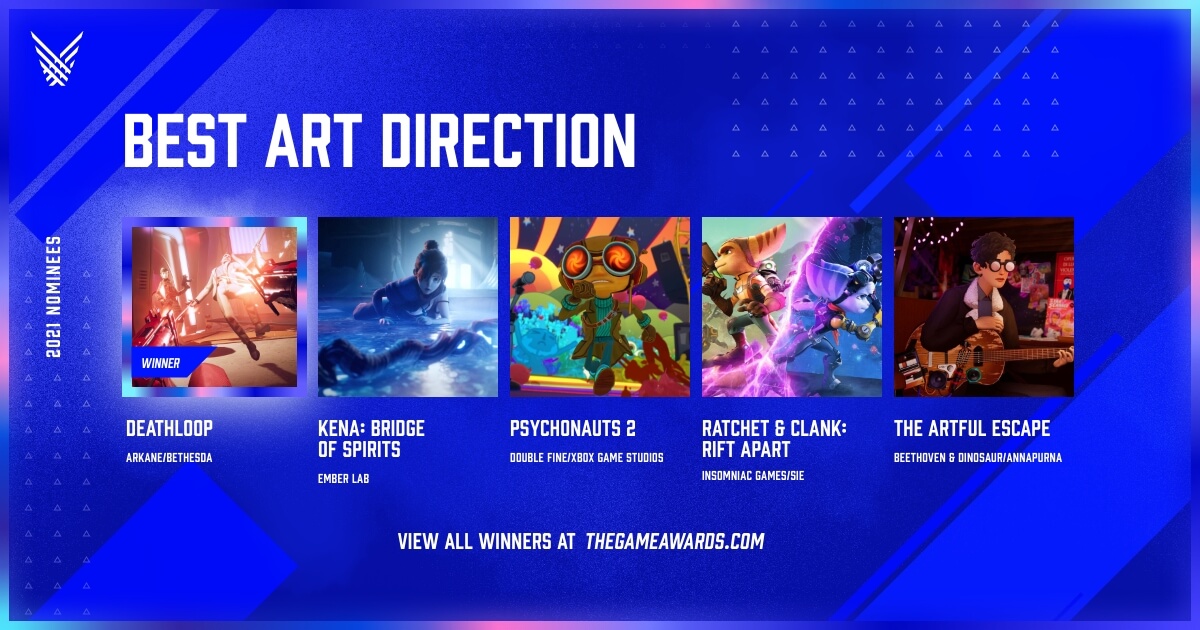 BEST ART DIRECTION
2021 NOMINEES
WINNER
DEATHLOOP
ARKANE/BETHESDA
KENA: BRIDGE
OF SPIRITS
EMBER LAB
PSYCHONAUTS 2
DOUBLE FINE/XBOX GAME STUDIOS
RATCHET & CLANK:
RIFT APART
INSOMNIAC GAMES/SIE
THE ARTFUL ESCAPE
BEETHOVEN & DINOSAUR/ANNAPURNA
VIEW ALL WINNERS AT THEGAMEAWARDS.COM